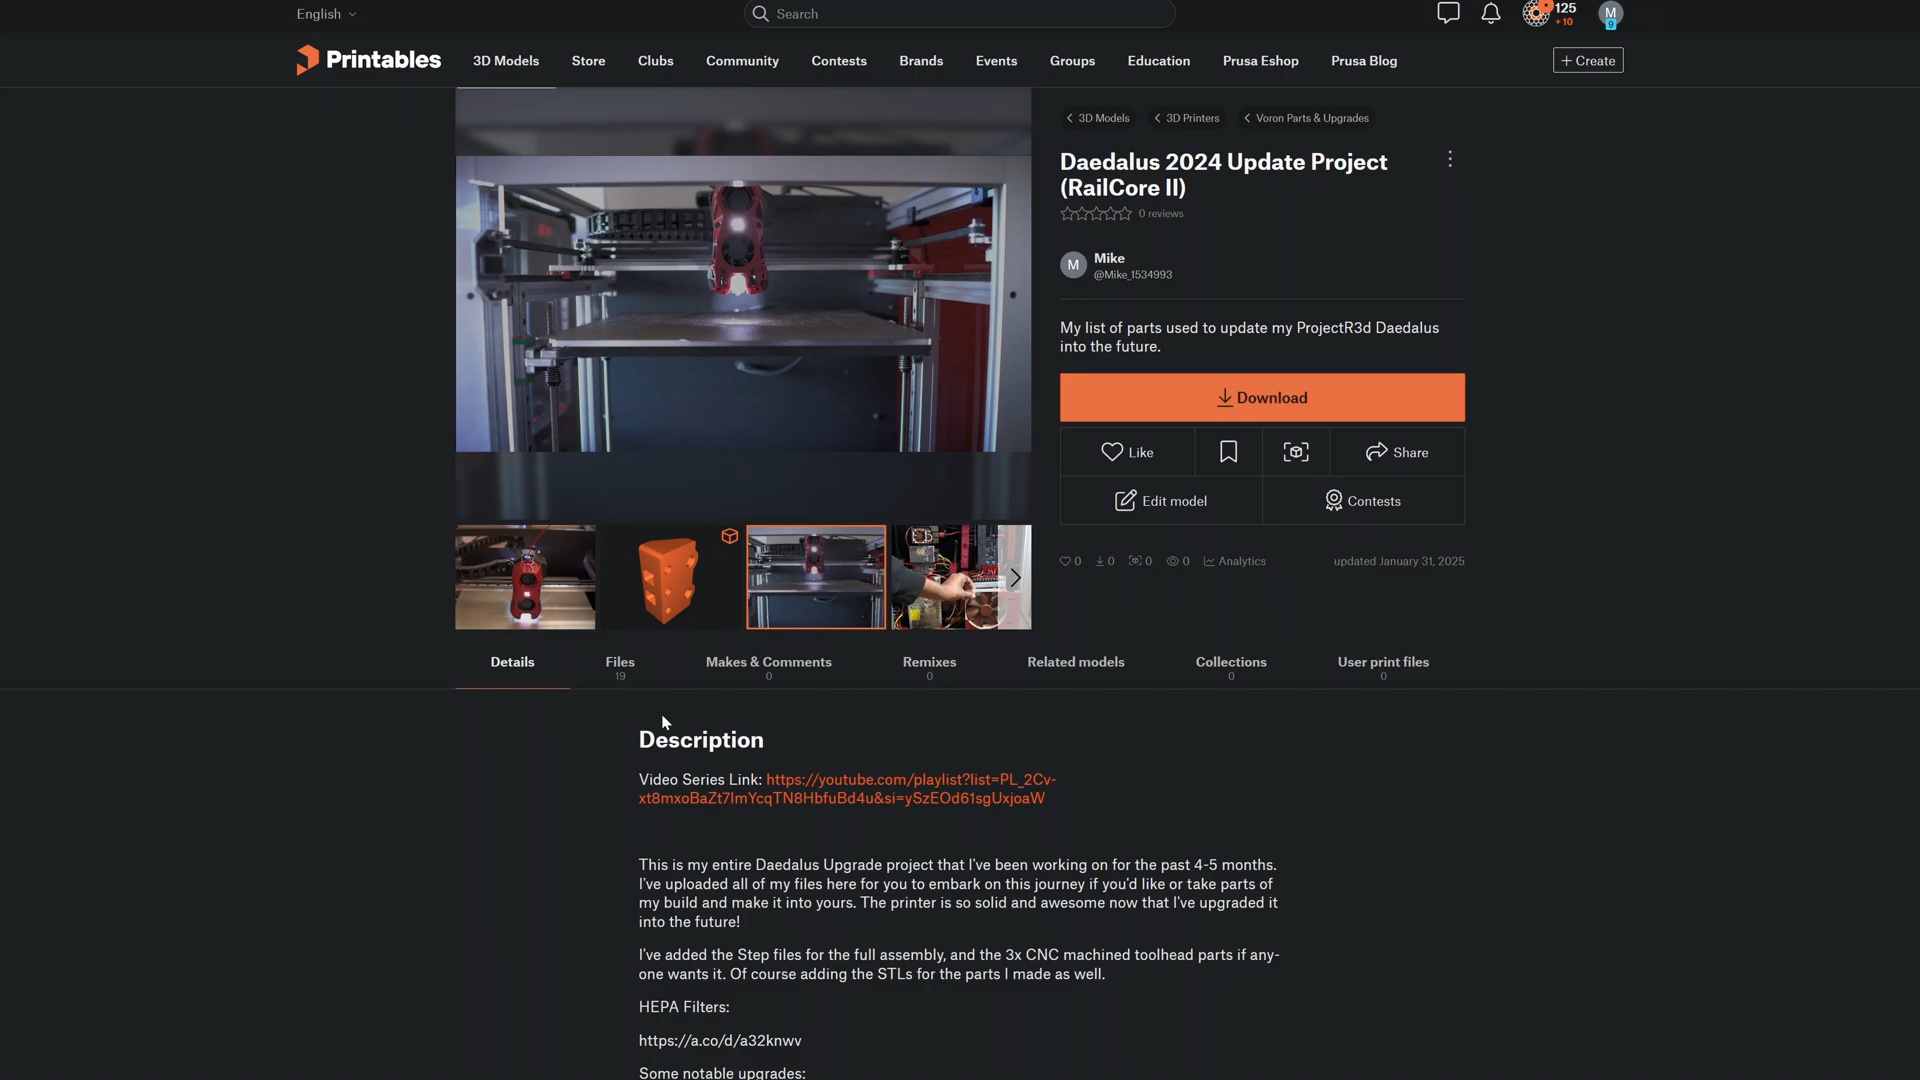 English
Search
125
+10
M
9
Printables
3D Models
Store
Clubs
Community
Contests
Brands
Events
Groups
Education
Prusa Eshop
Prusa Blog
+ Create
3D Models
3D Printers
Voron Parts & Upgrades
Daedalus 2024 Update Project
(RailCore II)
0 reviews
M
Mike
@Mike_1534993
My list of parts used to update my ProjectR3d Daedalus
into the future.
Download
Like
Share
Edit model
Contests
0
0
0
0
Analytics
updated January 31, 2025
Details
Files
19
Makes & Comments
0
Remixes
0
Related models
Collections
0
User print files
0
Description
Video Series Link: https://youtube.com/playlist?list=PL_2Cv-
xt8mxoBaZt7ImYcqTN8HbfuBd4u&si=ySzEOd61sgUxjoaW
This is my entire Daedalus Upgrade project that I've been working on for the past 4-5 months.
I've uploaded all of my files here for you to embark on this journey if you'd like or take parts of
my build and make it into yours. The printer is so solid and awesome now that I've upgraded it
into the future!
I've added the Step files for the full assembly, and the 3x CNC machined toolhead parts if any-
one wants it. Of course adding the STLs for the parts I made as well.
HEPA Filters:
https://a.co/d/a32knwv
Some notable upgrades: